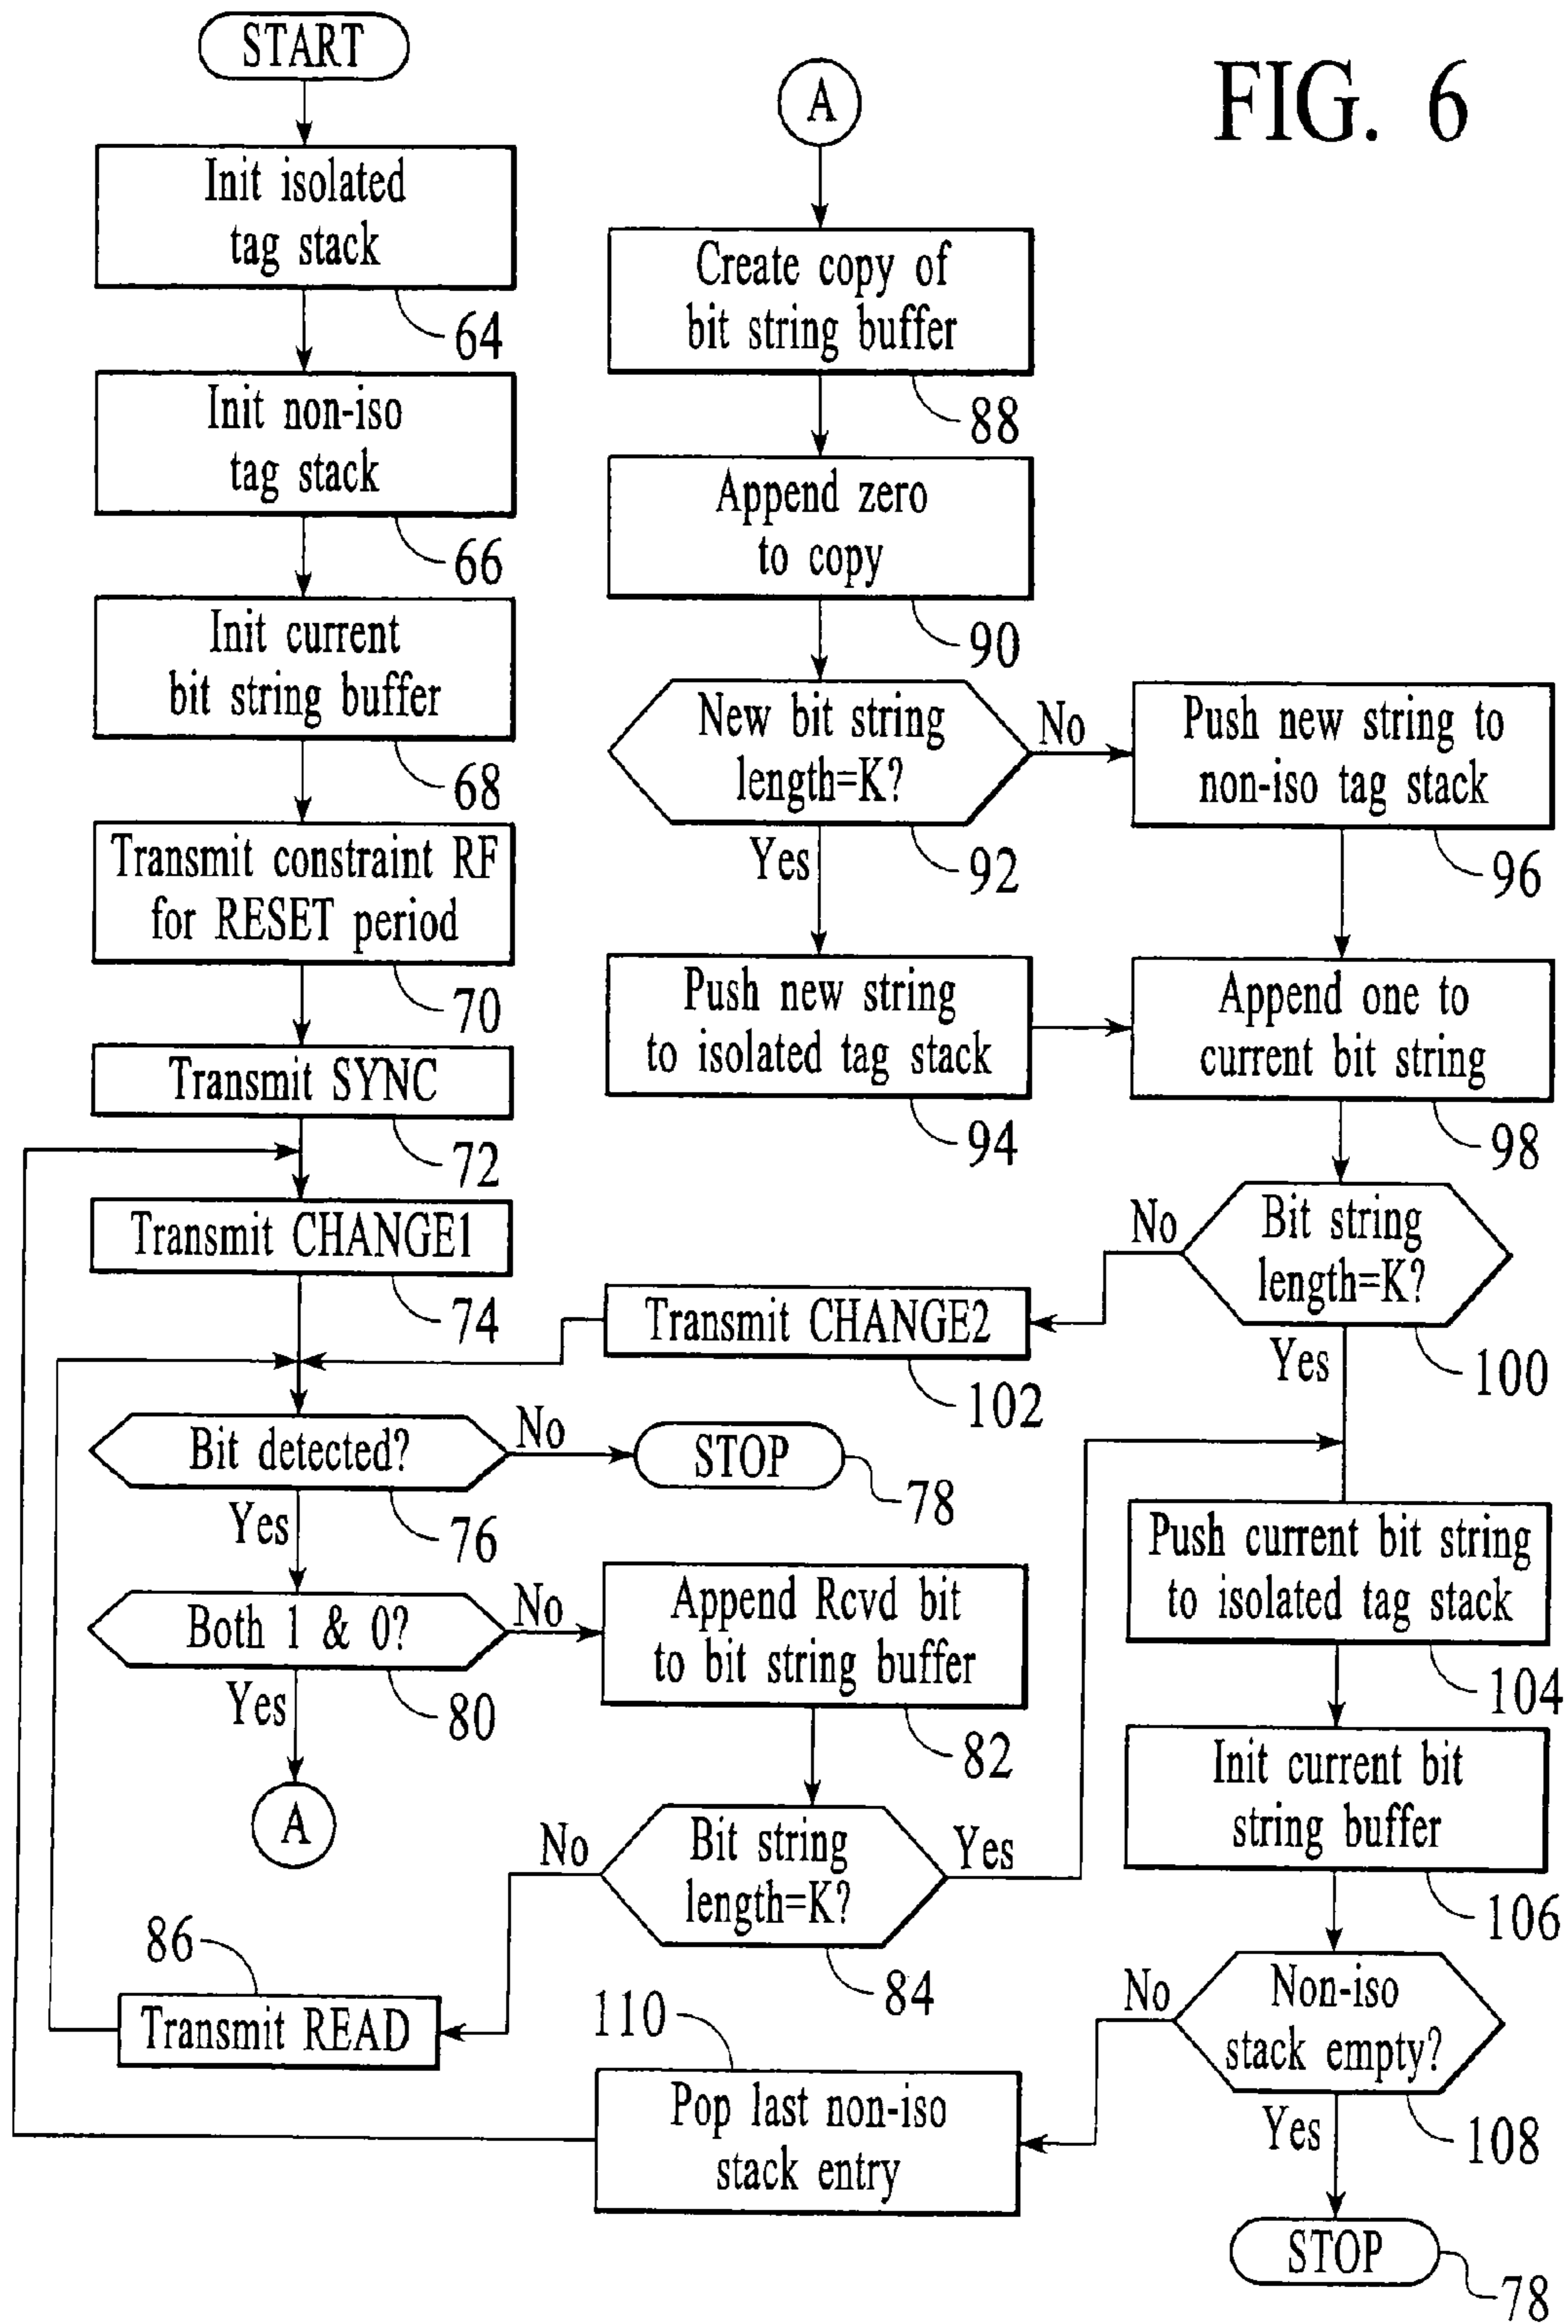 FIG. 6
START
Init isolated
tag stack
64
Init non-iso
tag stack
66
Init current
bit string buffer
68
Transmit constraint RF
for RESET period
70
Transmit SYNC
72
Transmit CHANGE1
74
Bit detected?
No
STOP
78
Yes
76
Both 1 & 0?
No
Yes
80
A
Append Rcvd bit
to bit string buffer
82
Bit string
length=K?
No
Yes
84
86
Transmit READ
A
Create copy of
bit string buffer
88
Append zero
to copy
90
New bit string
length=K?
No
Yes
92
Push new string
to isolated tag stack
94
Push new string to
non-iso tag stack
96
Append one to
current bit string
98
Bit string
length=K?
No
Yes
100
Transmit CHANGE2
102
Push current bit string
to isolated tag stack
104
Init current bit
string buffer
106
Non-iso
stack empty?
No
Yes
108
110
Pop last non-iso
stack entry
STOP
78